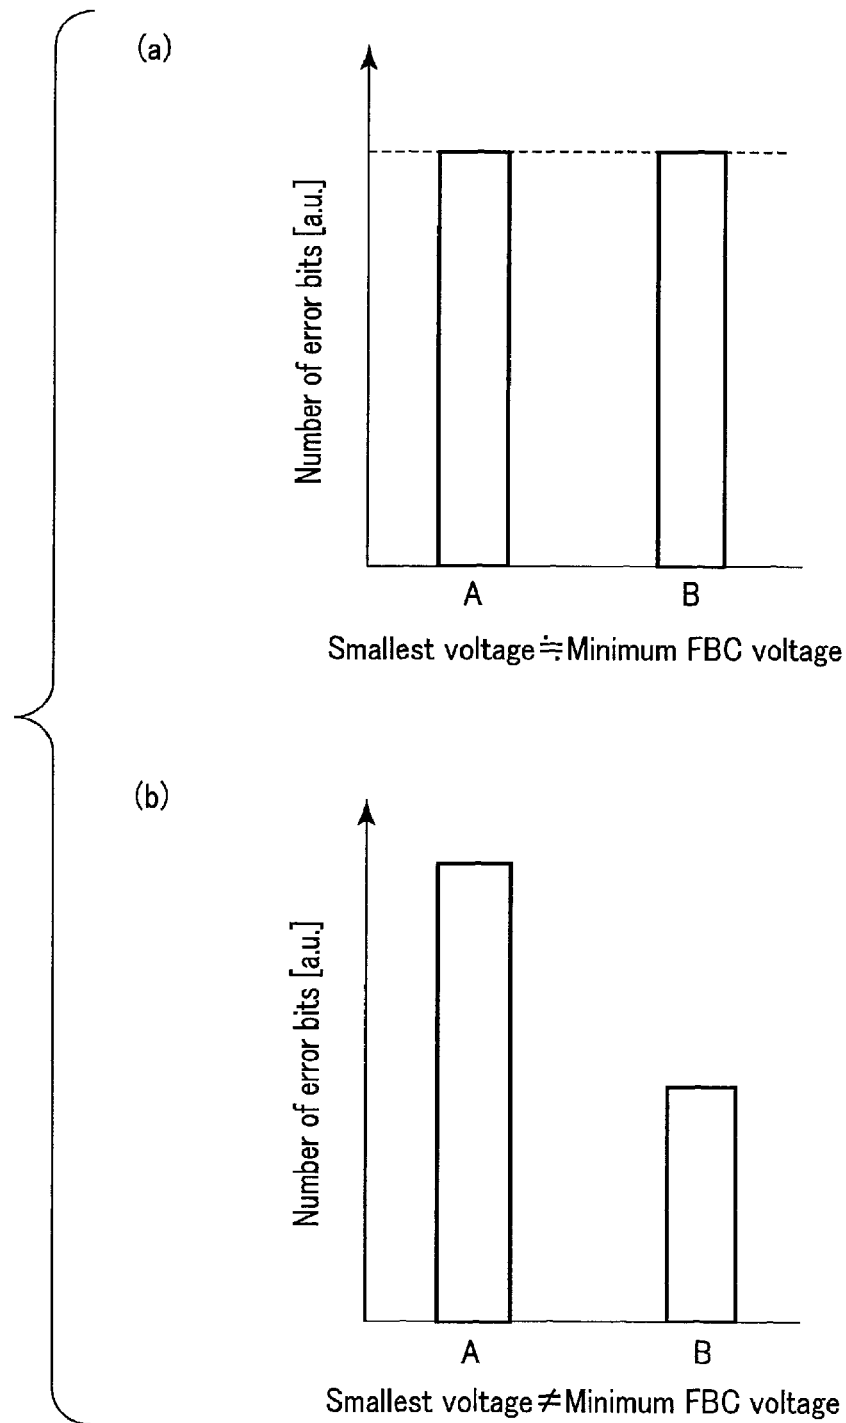 (a)
Number of error bits [a.u.]
A
B
Smallest voltage≒Minimum FBC voltage
(b)
Number of error bits [a.u.]
A
B
Smallest voltage≠Minimum FBC voltage